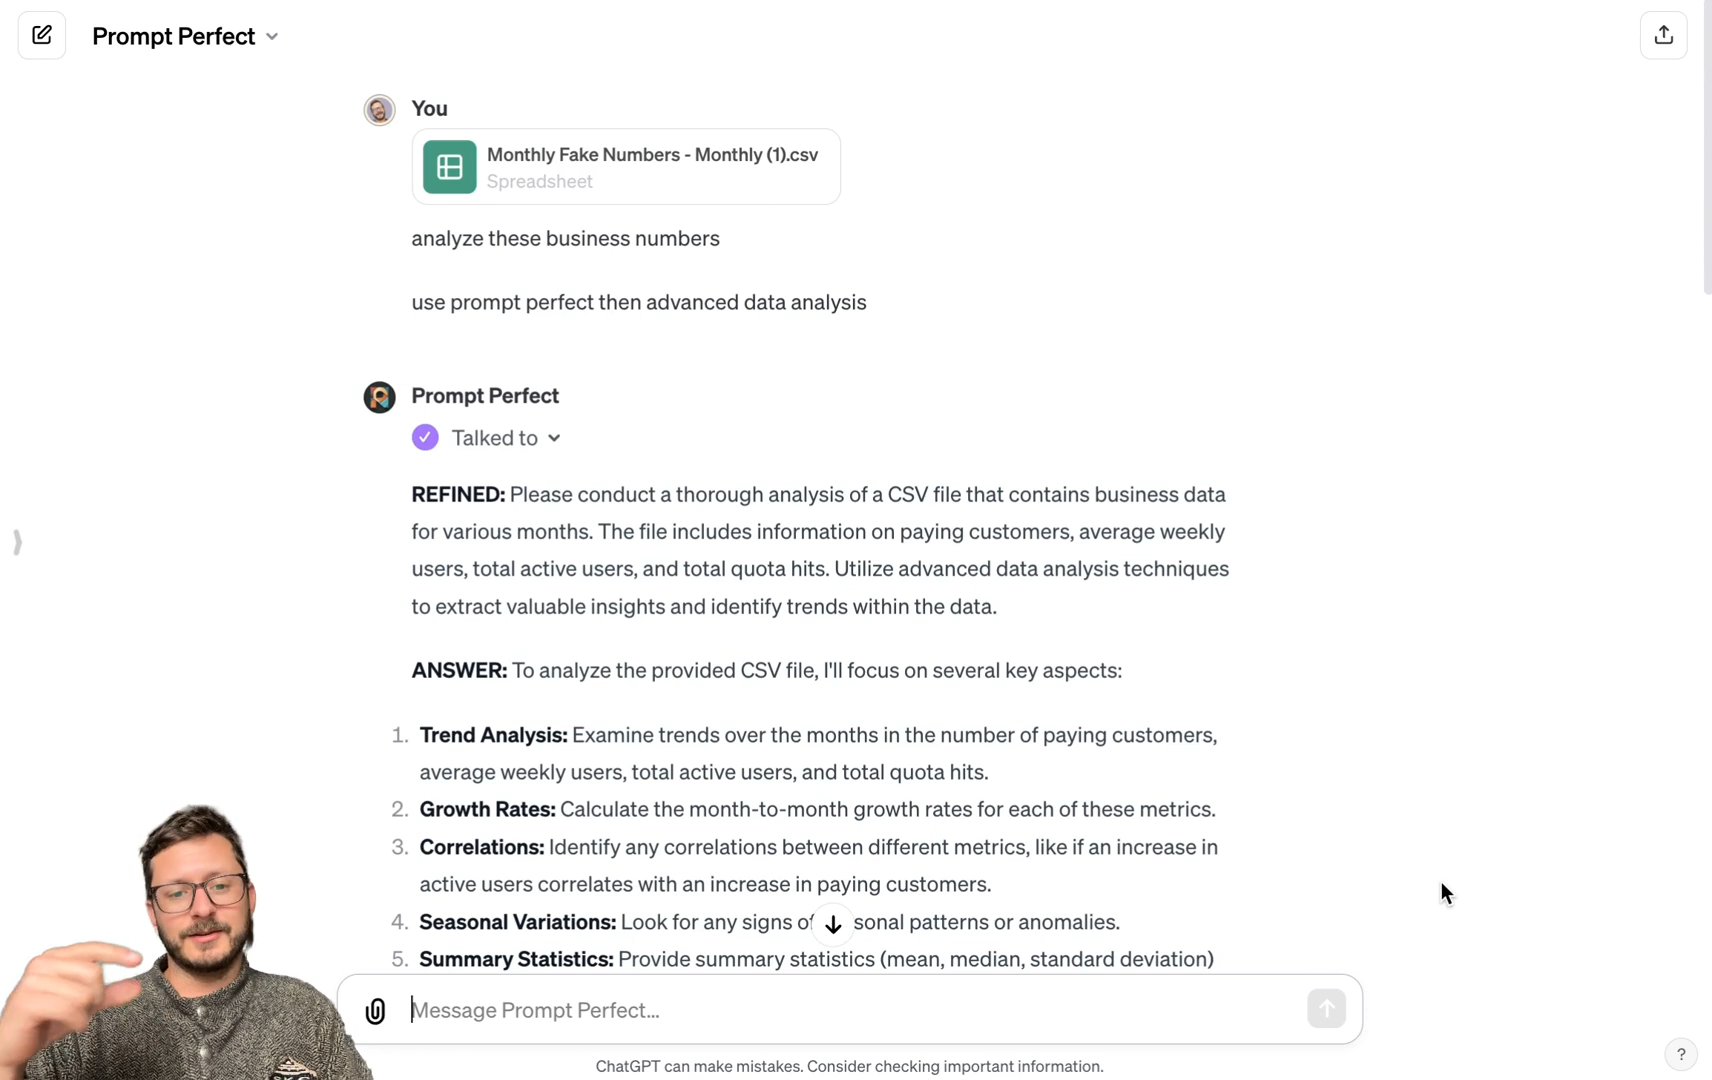 Prompt Perfect
You
Monthly Fake Numbers - Monthly (1).csv
Spreadsheet
analyze these business numbers
use prompt perfect then advanced data analysis
Prompt Perfect
Talked to
REFINED: Please conduct a thorough analysis of a CSV file that contains business data
for various months. The file includes information on paying customers, average weekly
users, total active users, and total quota hits. Utilize advanced data analysis techniques
to extract valuable insights and identify trends within the data.
ANSWER: To analyze the provided CSV file, I'll focus on several key aspects:
1. Trend Analysis: Examine trends over the months in the number of paying customers,
average weekly users, total active users, and total quota hits.
2. Growth Rates: Calculate the month-to-month growth rates for each of these metrics.
3. Correlations: Identify any correlations between different metrics, like if an increase in
active users correlates with an increase in paying customers.
4. Seasonal Variations: Look for any signs of sonal patterns or anomalies.
5. Summary Statistics: Provide summary statistics (mean, median, standard deviation)
Message Prompt Perfect...
ChatGPT can make mistakes. Consider checking important information.
?